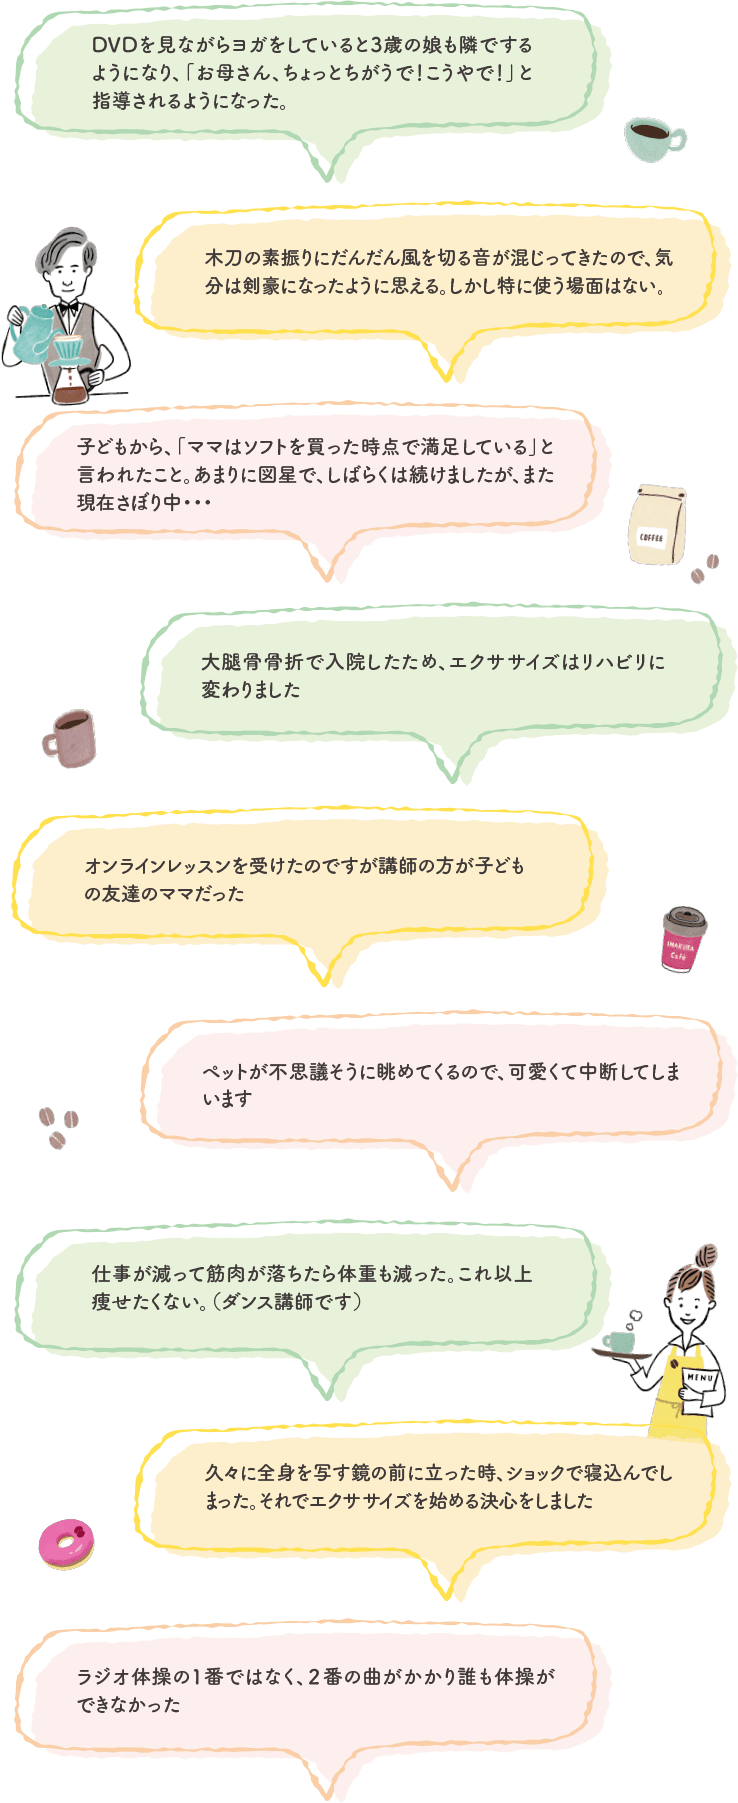 DVDを見ながらヨガをしていると3歳の娘も隣でする
ようになり、「お母さん、ちょっとちがうで！こうやで！」と
指導されるようになった。
木刀の素振りにだんだん風を切る音が混じってきたので、気
分は剣豪になったように思える。しかし特に使う場面はない。
子どもから、「ママはソフトを買った時点で満足している」と
言われたこと。あまりに図星で、しばらくは続けましたが、また
現在さぼり中・・・
COFFEE
大腿骨骨折で入院したため、エクササイズはリハビリに
変わりました
オンラインレッスンを受けたのですが講師の方が子ども
の友達のママだった
IMAKURA
Café
ペットが不思議そうに眺めてくるので、可愛くて中断してしま
います
仕事が減って筋肉が落ちたら体重も減った。これ以上
痩せたくない。（ダンス講師です）
MENU
久々に全身を写す鏡の前に立った時、ショックで寝込んでし
まった。それでエクササイズを始める決心をしました
ラジオ体操の1番ではなく、2番の曲がかかり誰も体操が
できなかった